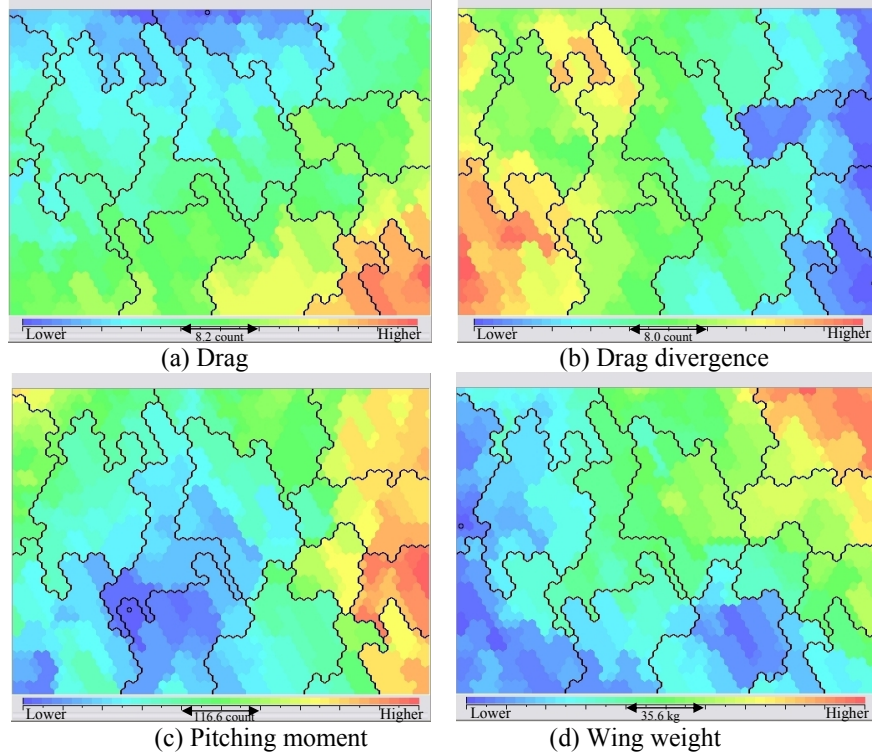 Lower 8.2 count Higher
(a) Drag
Lower 8.0 count Higher
(b) Drag divergence
Lower 116.6 count Higher
(c) Pitching moment
Lower 35.6 kg Higher
(d) Wing weight